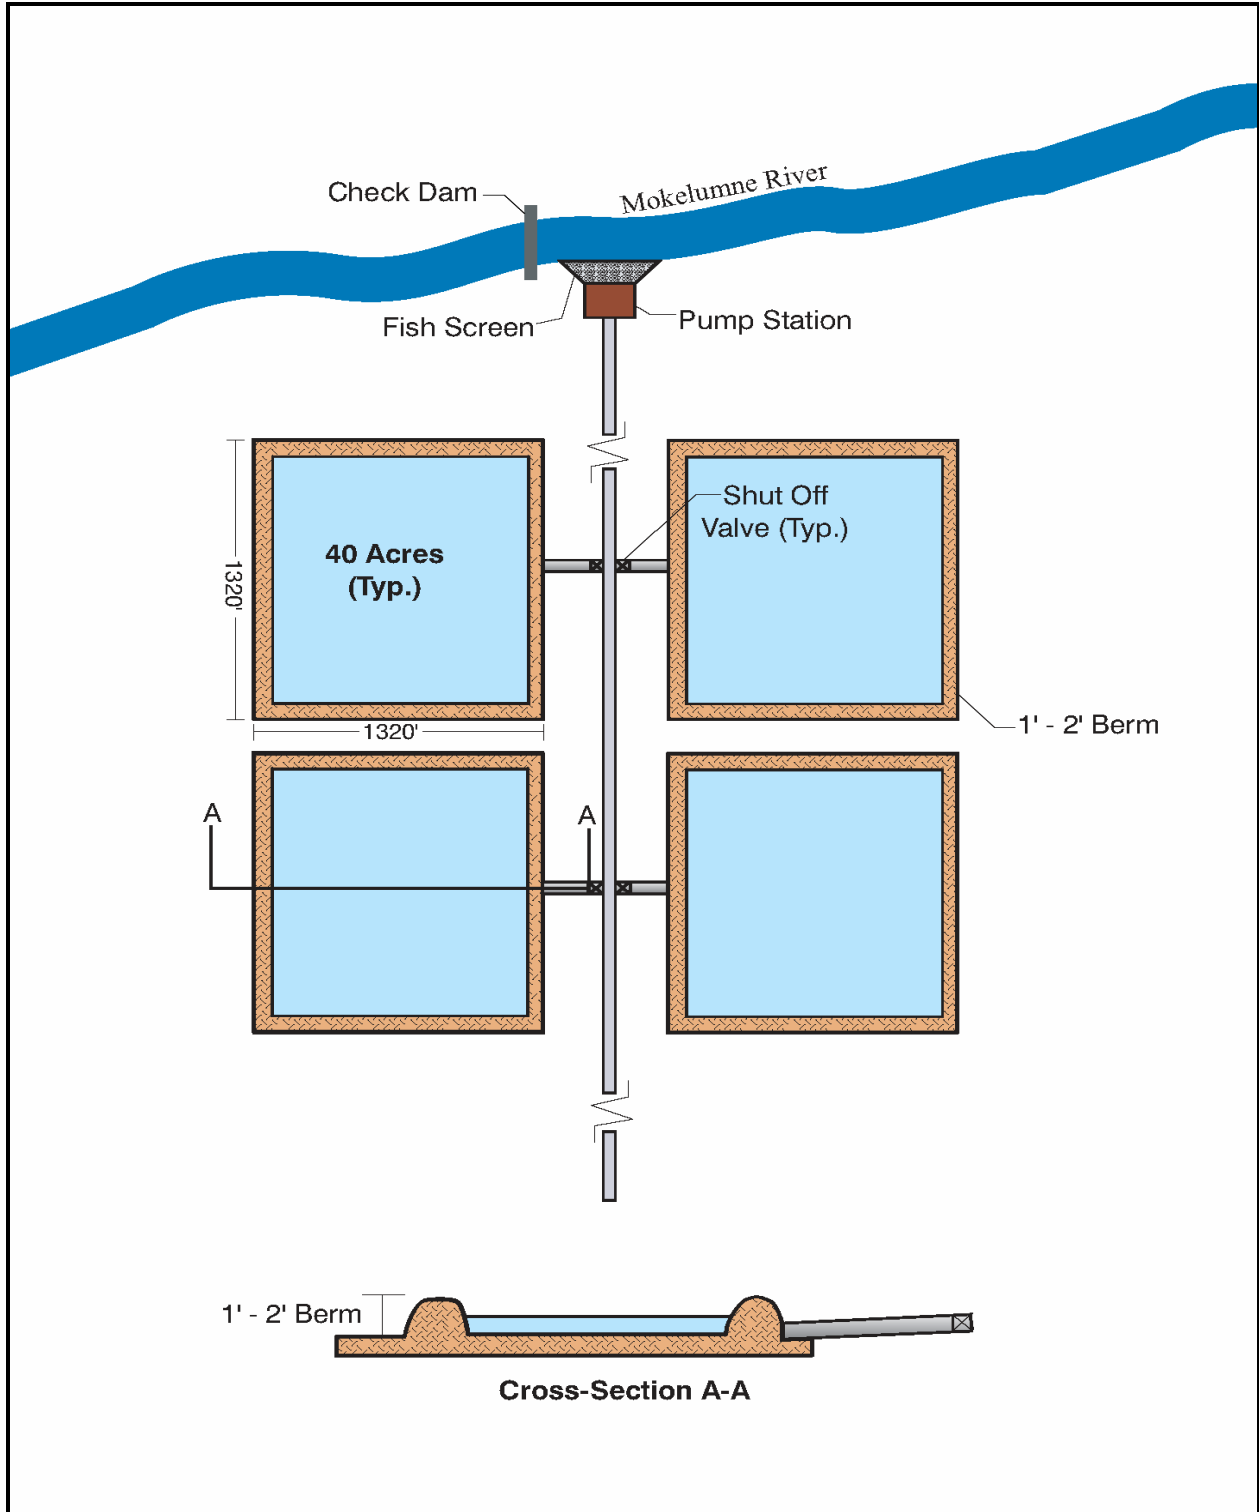 Check Dam
Mokelumne River
Fish Screen
Pump Station
Shut Off
Valve (Typ.)
40 Acres
(Typ.)
1320'
1320'
1' - 2' Berm
A
A
1' - 2' Berm
Cross-Section A-A